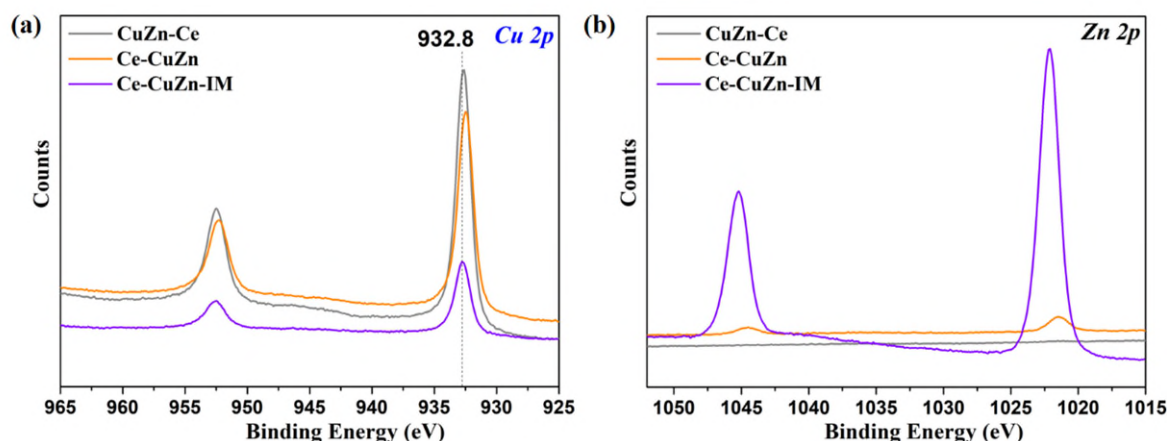 (a)
CuZn-Ce
Ce-CuZn
Ce-CuZn-IM
932.8
Cu 2p
Counts
965 960 955 950 945 940 935 930 925
Binding Energy (eV)
(b)
CuZn-Ce
Ce-CuZn
Ce-CuZn-IM
Zn 2p
Counts
1050 1045 1040 1035 1030 1025 1020 1015
Binding Energy (eV)